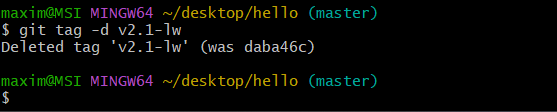 maxim@MSI MINGW64 ~/desktop/hello (master)
$ git tag -d v2.1-lw
Deleted tag 'v2.1-lw' (was daba46c)
maxim@MSI MINGW64 ~/desktop/hello (master)
$